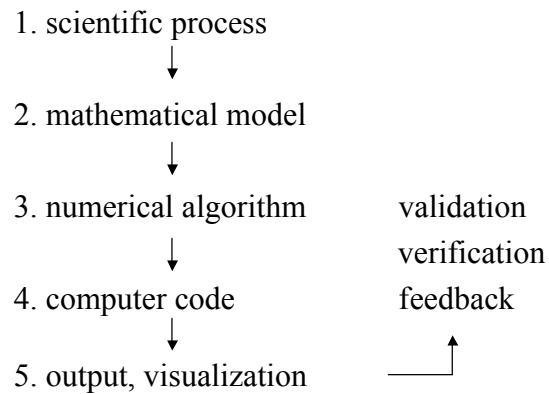 1. scientific process
2. mathematical model
3. numerical algorithm
validation
verification
4. computer code
feedback
5. output, visualization